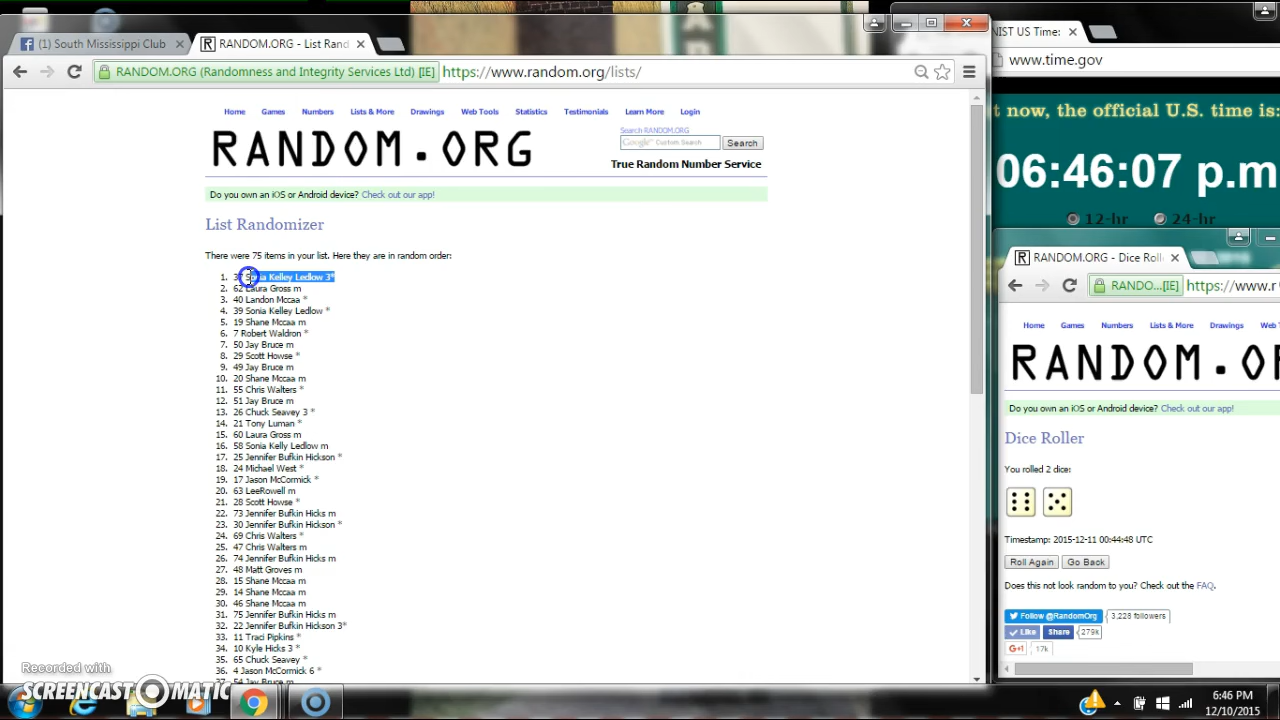 (1) South Mississippi Club
RANDOM.ORG - List Rand
RANDOM.ORG (Randomness and Integrity Services Ltd) [IE]
https://www.random.org/lists/
Home Games Numbers Lists & More Drawings Web Tools Statistics Testimonials Learn More Login
RANDOM.ORG
Search RANDOM.ORG
Google™ Custom Search
Search
True Random Number Service
Do you own an iOS or Android device? Check out our app!
List Randomizer
There were 75 items in your list. Here they are in random order:
1. 37 Sonia Kelley Ledlow 3*
2. 62 Laura Gross m
3. 40 Landon Mccaa *
4. 39 Sonia Kelley Ledlow *
5. 19 Shane Mccaa m
6. 7 Robert Waldron *
7. 50 Jay Bruce m
8. 29 Scott Howse *
9. 49 Jay Bruce m
10. 20 Shane Mccaa m
11. 55 Chris Walters *
12. 51 Jay Bruce m
13. 26 Chuck Seavey 3 *
14. 21 Tony Luman *
15. 60 Laura Gross m
16. 58 Sonia Kelly Ledlow m
17. 25 Jennifer Bufkin Hickson *
18. 24 Michael West *
19. 17 Jason McCormick *
20. 63 LeeRowell m
21. 28 Scott Howse *
22. 73 Jennifer Bufkin Hicks m
23. 30 Jennifer Bufkin Hickson *
24. 69 Chris Walters *
25. 47 Chris Walters m
26. 74 Jennifer Bufkin Hicks m
27. 48 Matt Groves m
28. 15 Shane Mccaa m
29. 14 Shane Mccaa m
30. 46 Shane Mccaa m
31. 75 Jennifer Bufkin Hicks m
32. 22 Jennifer Bufkin Hickson 3*
33. 11 Traci Pipkins *
34. 10 Kyle Hicks 3 *
35. 65 Chuck Seavey *
36. 4 Jason McCormick 6 *
37. 54 Jay Bruce m
NIST US Time:
www.time.gov
t now, the official U.S. time is:
06:46:07 p.m
12-hr 24-hr
RANDOM.ORG - Dice Rolle
RANDO...[IE]
https://www.r
Home Games Numbers Lists & More Drawings Web T
RANDOM.OR
Do you own an iOS or Android device? Check out our app!
Dice Roller
You rolled 2 dice:
Timestamp: 2015-12-11 00:44:48 UTC
Roll Again Go Back
Does this not look random to you? Check out the FAQ.
Follow @RandomOrg 3,228 followers
Like Share 279k
G+1 17k
Recorded with
SCREENCAST-O-MATIC
6:46 PM
12/10/2015